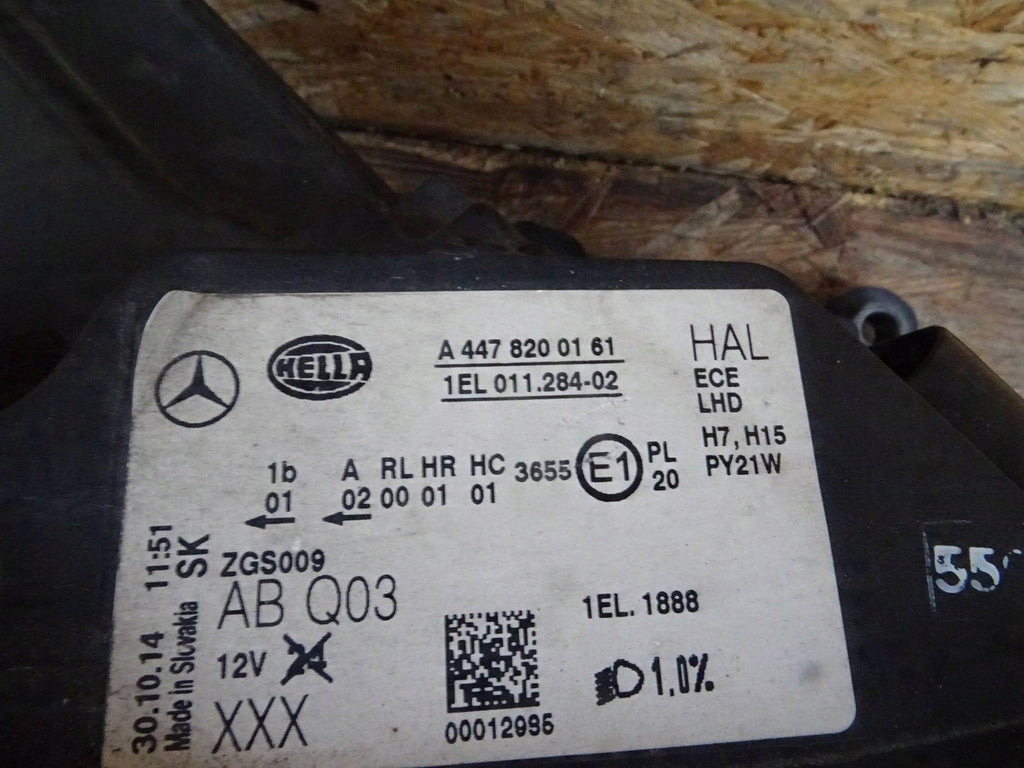 HELLA
A 447 820 01 61
1EL 011.284-02
HAL
ECE
LHD
H7, H15
PY21W
1b A RL HR HC 3655 E1 PL
01 02 00 01 01 20
ZGS009
AB Q03
12V
XXX
1EL. 1888
1,0%
00012995
30.10.14 11:51
Made in Slovakia SK
55